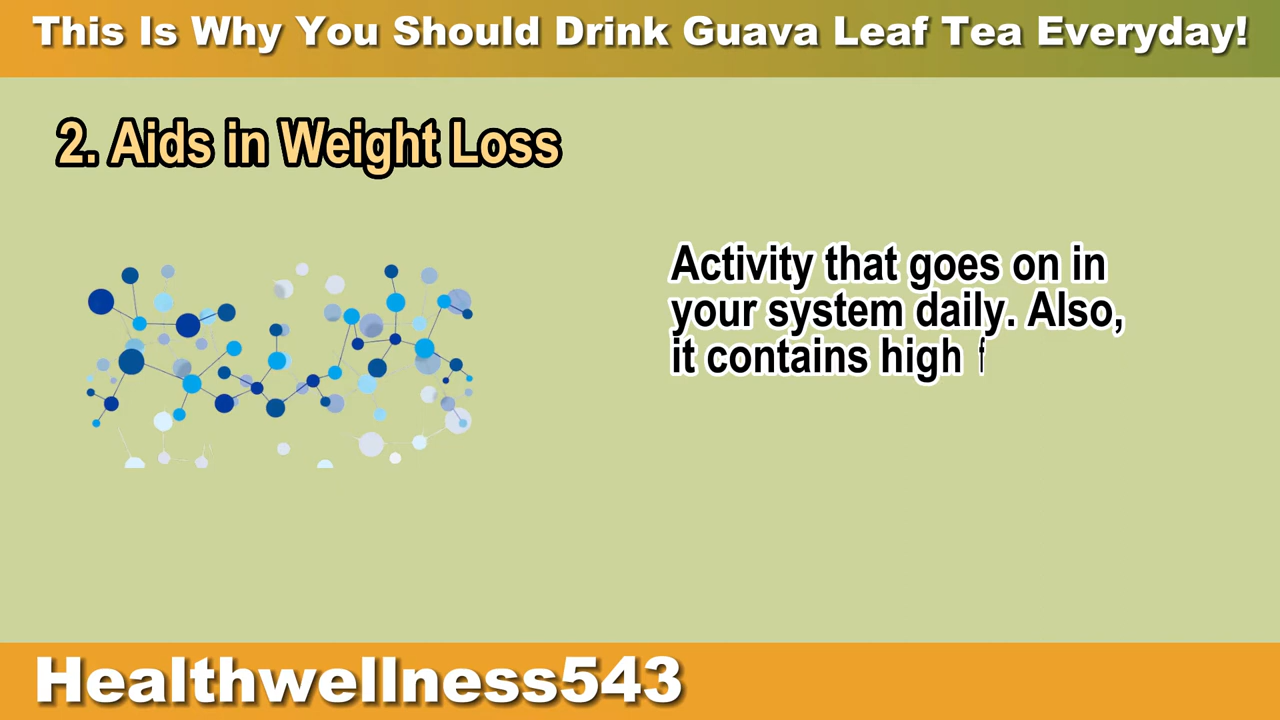 This Is Why You Should Drink Guava Leaf Tea Everyday!
2. Aids in Weight Loss
Activity that goes on in
your system daily. Also,
it contains high f
Healthwellness543